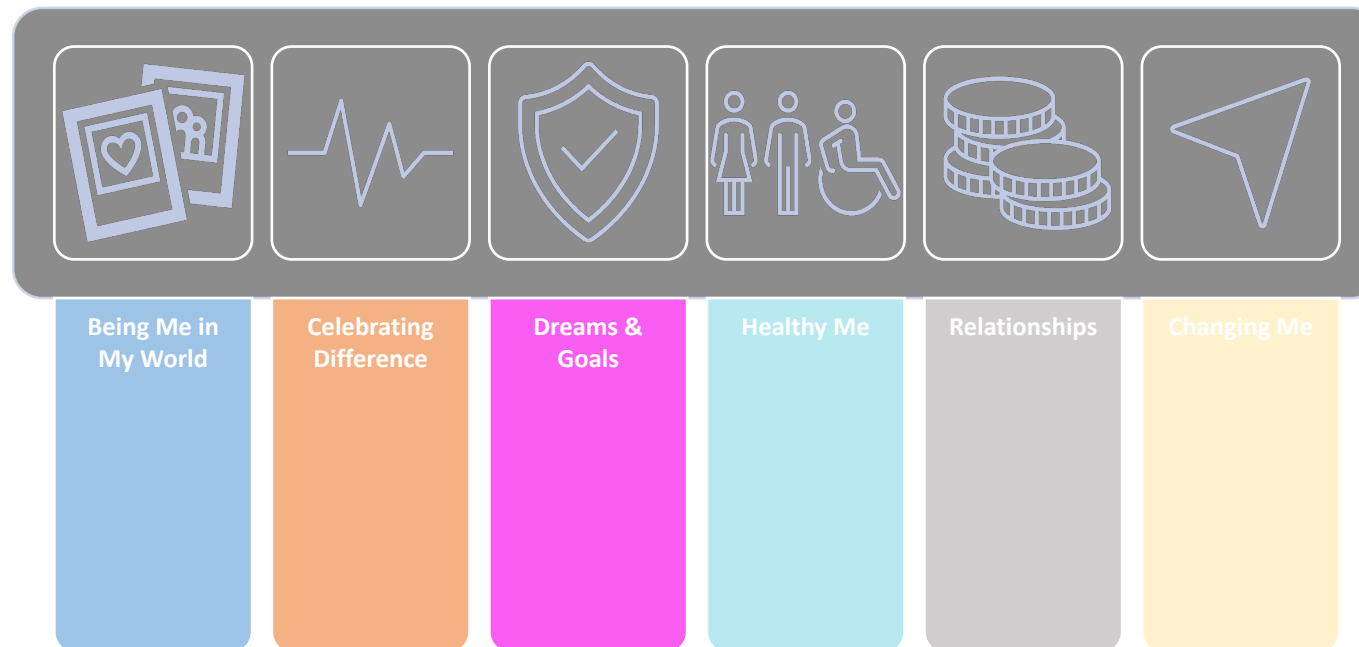 Being Me in
My World
Celebrating
Difference
Dreams &
Goals
Healthy Me
Relationships
Changing Me